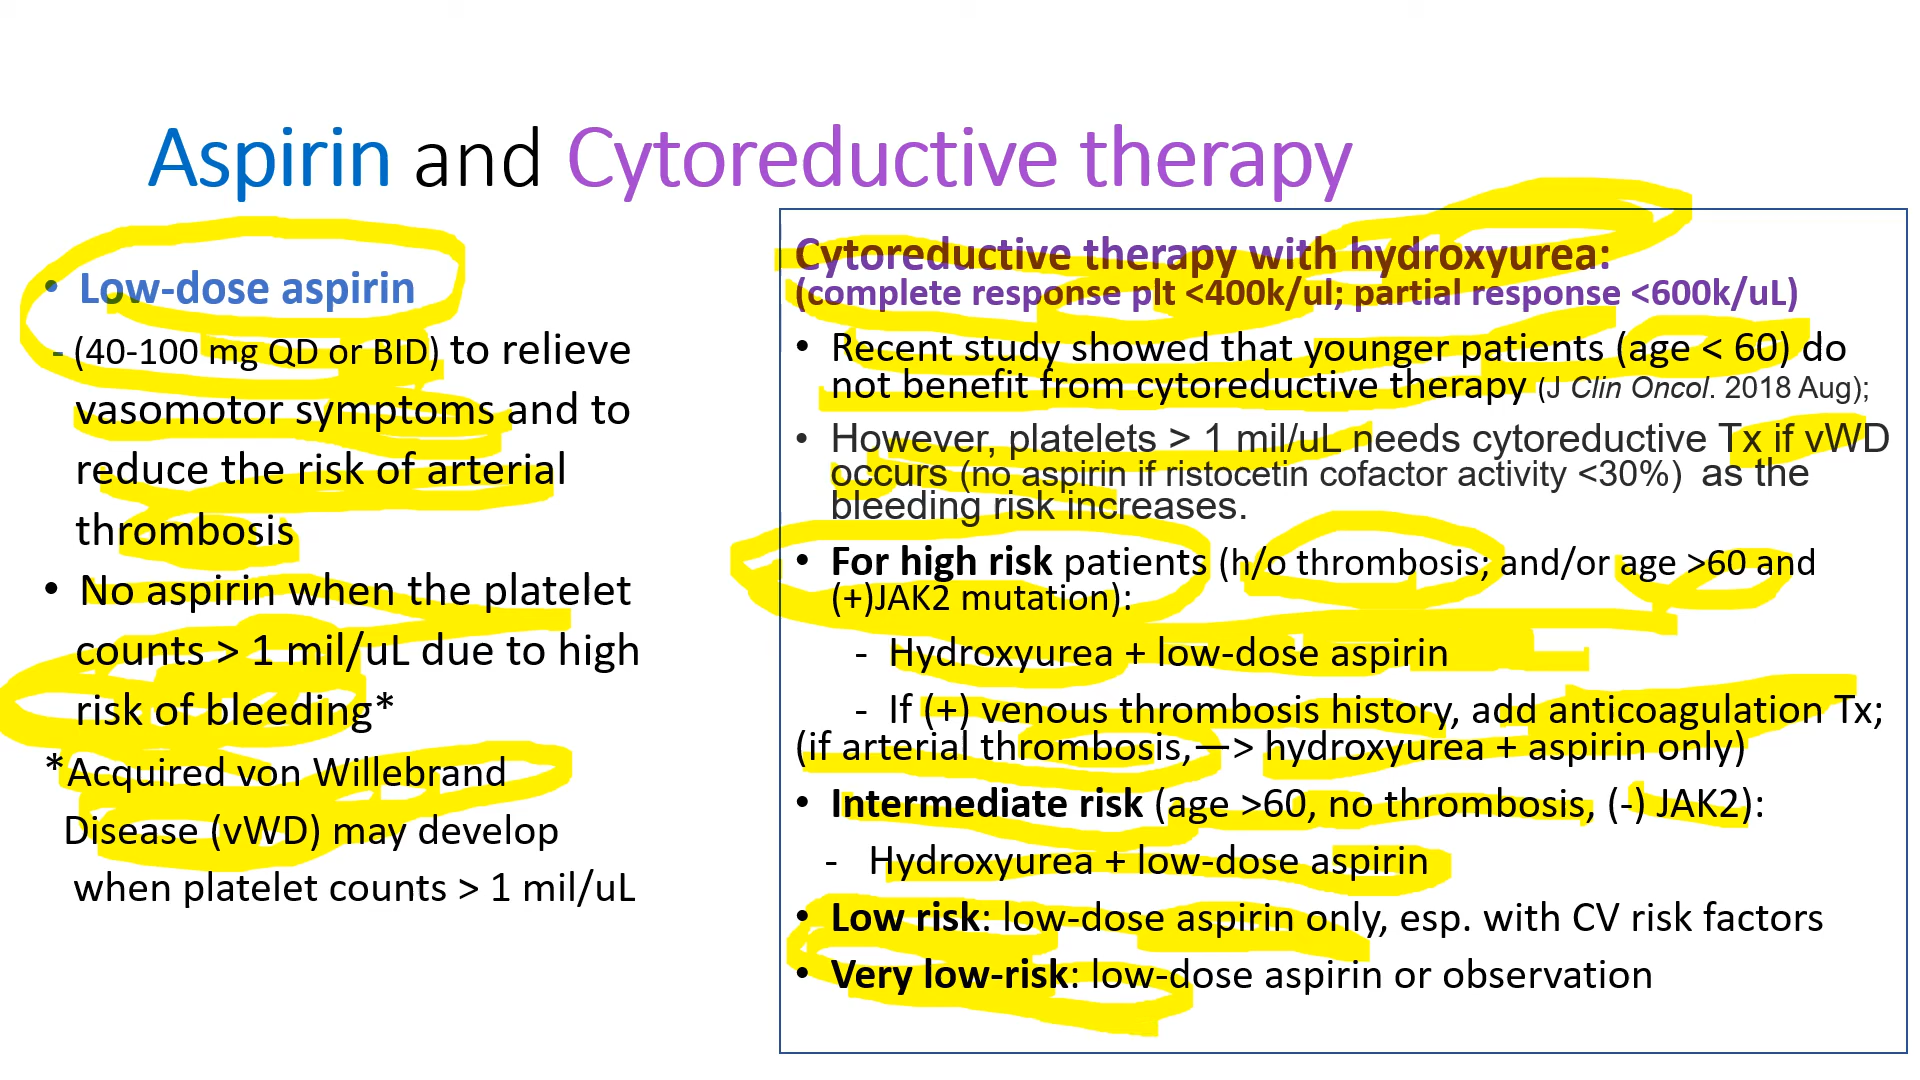 Aspirin and Cytoreductive therapy
• Low-dose aspirin
- (40-100 mg QD or BID) to relieve
vasomotor symptoms and to
reduce the risk of arterial
thrombosis
• No aspirin when the platelet
counts > 1 mil/uL due to high
risk of bleeding*
*Acquired von Willebrand
Disease (vWD) may develop
when platelet counts > 1 mil/uL
Cytoreductive therapy with hydroxyurea:
(complete response plt <400k/ul; partial response <600k/uL)
• Recent study showed that younger patients (age < 60) do
not benefit from cytoreductive therapy (J Clin Oncol. 2018 Aug);
• However, platelets > 1 mil/uL needs cytoreductive Tx if vWD
occurs (no aspirin if ristocetin cofactor activity <30%) as the
bleeding risk increases.
• For high risk patients (h/o thrombosis; and/or age >60 and
(+)JAK2 mutation):
- Hydroxyurea + low-dose aspirin
- If (+) venous thrombosis history, add anticoagulation Tx;
(if arterial thrombosis,—> hydroxyurea + aspirin only)
• Intermediate risk (age >60, no thrombosis, (-) JAK2):
- Hydroxyurea + low-dose aspirin
• Low risk: low-dose aspirin only, esp. with CV risk factors
• Very low-risk: low-dose aspirin or observation